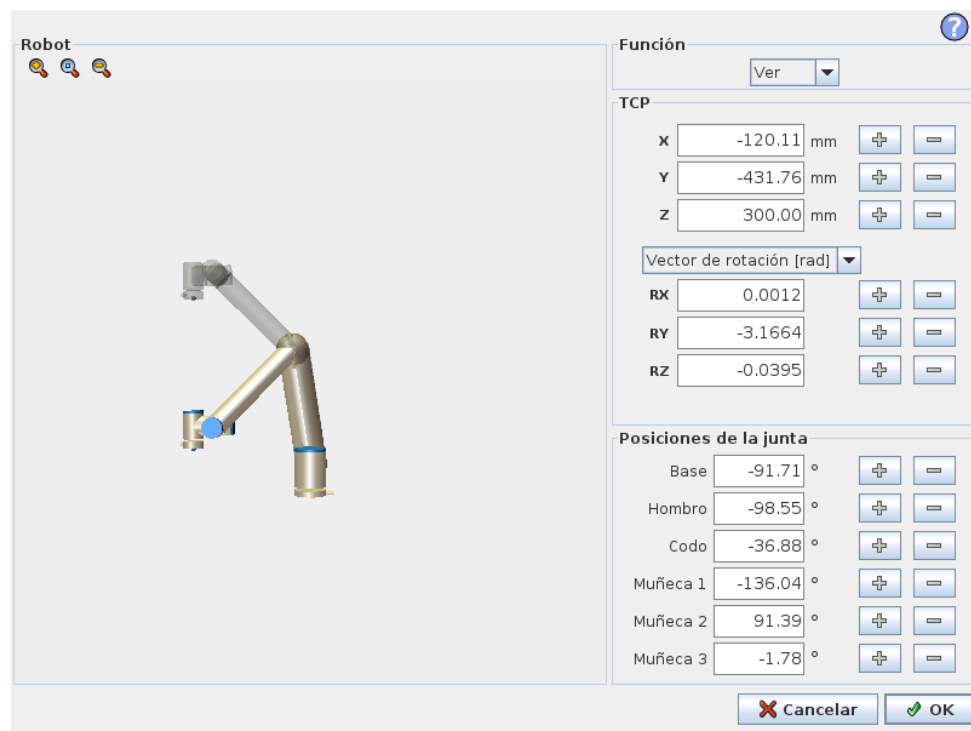 ?
Robot
Función
Ver
TCP
X -120.11 mm
Y -431.76 mm
Z 300.00 mm
Vector de rotación [rad]
RX 0.0012
RY -3.1664
RZ -0.0395
Posiciones de la junta
Base -91.71 º
Hombro -98.55 º
Codo -36.88 º
Muñeca 1 -136.04 º
Muñeca 2 91.39 º
Muñeca 3 -1.78 º
Cancelar
OK